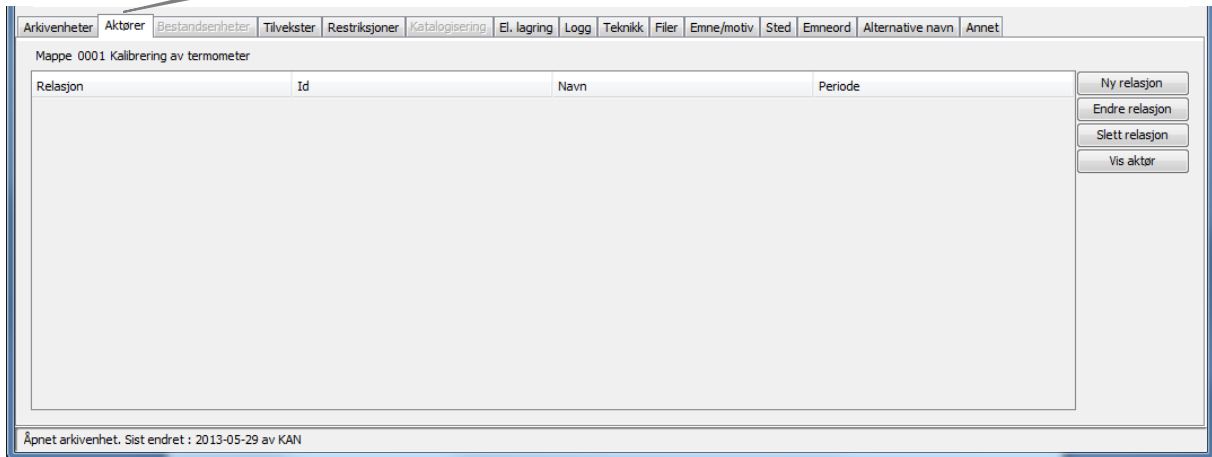 Arkivenheter Aktører Bestandsenheter Tilvekster Restriksjoner Katalogisering El. lagring Logg Teknikk Filer Emne/motiv Sted Emneord Alternative navn Annet
Mappe 0001 Kalibrering av termometer
Relasjon Id Navn Periode
Ny relasjon
Endre relasjon
Slett relasjon
Vis aktør
Åpnet arkivenhet. Sist endret : 2013-05-29 av KAN